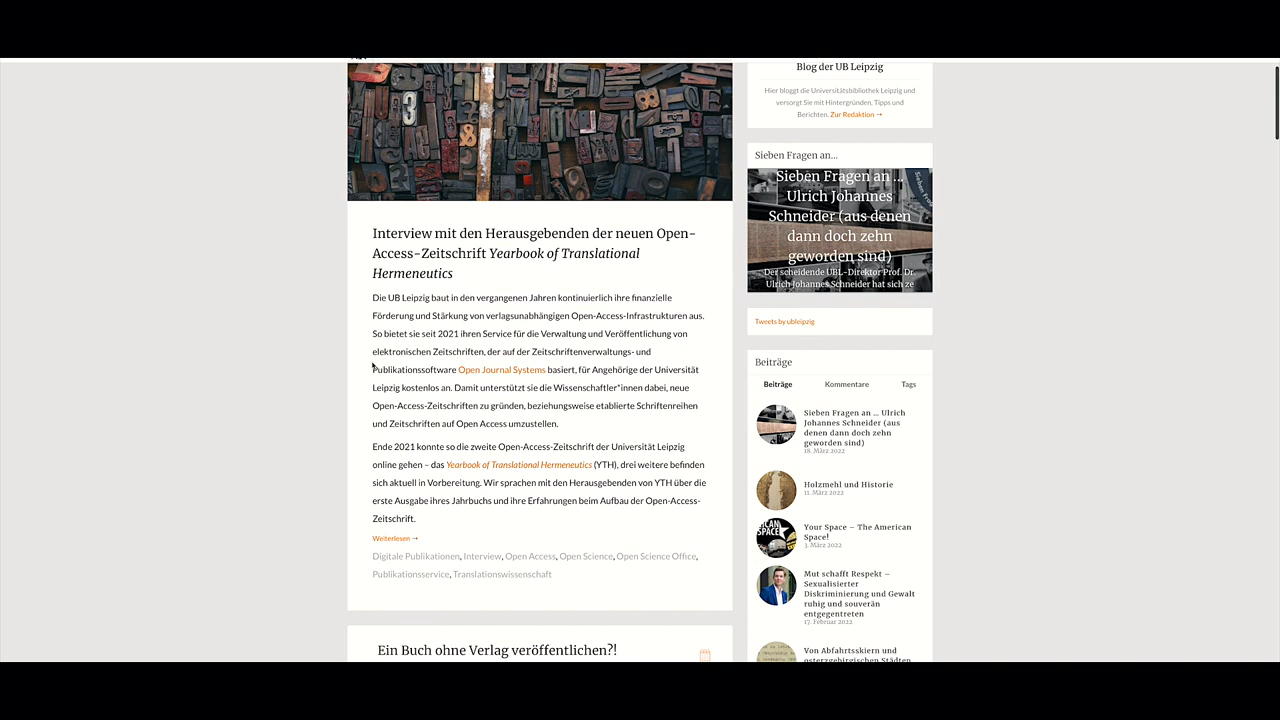 Interview mit den Herausgebenden der neuen Open-
Access-Zeitschrift Yearbook of Translational
Hermeneutics
Die UB Leipzig baut in den vergangenen Jahren kontinuierlich ihre finanzielle
Förderung und Stärkung von verlagsunabhängigen Open-Access-Infrastrukturen aus.
So bietet sie seit 2021 ihren Service für die Verwaltung und Veröffentlichung von
elektronischen Zeitschriften, der auf der Zeitschriftenverwaltungs- und
Publikationssoftware Open Journal Systems basiert, für Angehörige der Universität
Leipzig kostenlos an. Damit unterstützt sie die Wissenschaftler*innen dabei, neue
Open-Access-Zeitschriften zu gründen, beziehungsweise etablierte Schriftenreihen
und Zeitschriften auf Open Access umzustellen.
Ende 2021 konnte so die zweite Open-Access-Zeitschrift der Universität Leipzig
online gehen – das Yearbook of Translational Hermeneutics (YTH), drei weitere befinden
sich aktuell in Vorbereitung. Wir sprachen mit den Herausgebenden von YTH über die
erste Ausgabe ihres Jahrbuchs und ihre Erfahrungen beim Aufbau der Open-Access-
Zeitschrift.
Weiterlesen →
Digitale Publikationen, Interview, Open Access, Open Science, Open Science Office,
Publikationsservice, Translationswissenschaft
Ein Buch ohne Verlag veröffentlichen?!
Blog der UB Leipzig
Hier bloggt die Universitätsbibliothek Leipzig und
versorgt Sie mit Hintergründen, Tipps und
Berichten. Zur Redaktion →
Sieben Fragen an...
Sieben Fragen an ...
Ulrich Johannes
Schneider (aus denen
dann doch zehn
geworden sind)
Der scheidende UBL-Direktor Prof. Dr.
Ulrich Johannes Schneider hat sich ze
Tweets by ubleipzig
Beiträge
Beiträge Kommentare Tags
Sieben Fragen an ... Ulrich
Johannes Schneider (aus
denen dann doch zehn
geworden sind)
18. März 2022
Holzmehl und Historie
11. März 2022
Your Space – The American
Space!
3. März 2022
Mut schafft Respekt –
Sexualisierter
Diskriminierung und Gewalt
ruhig und souverän
entgegentreten
17. Februar 2022
Von Abfahrtsskiern und
osterzgebirgischen Städten